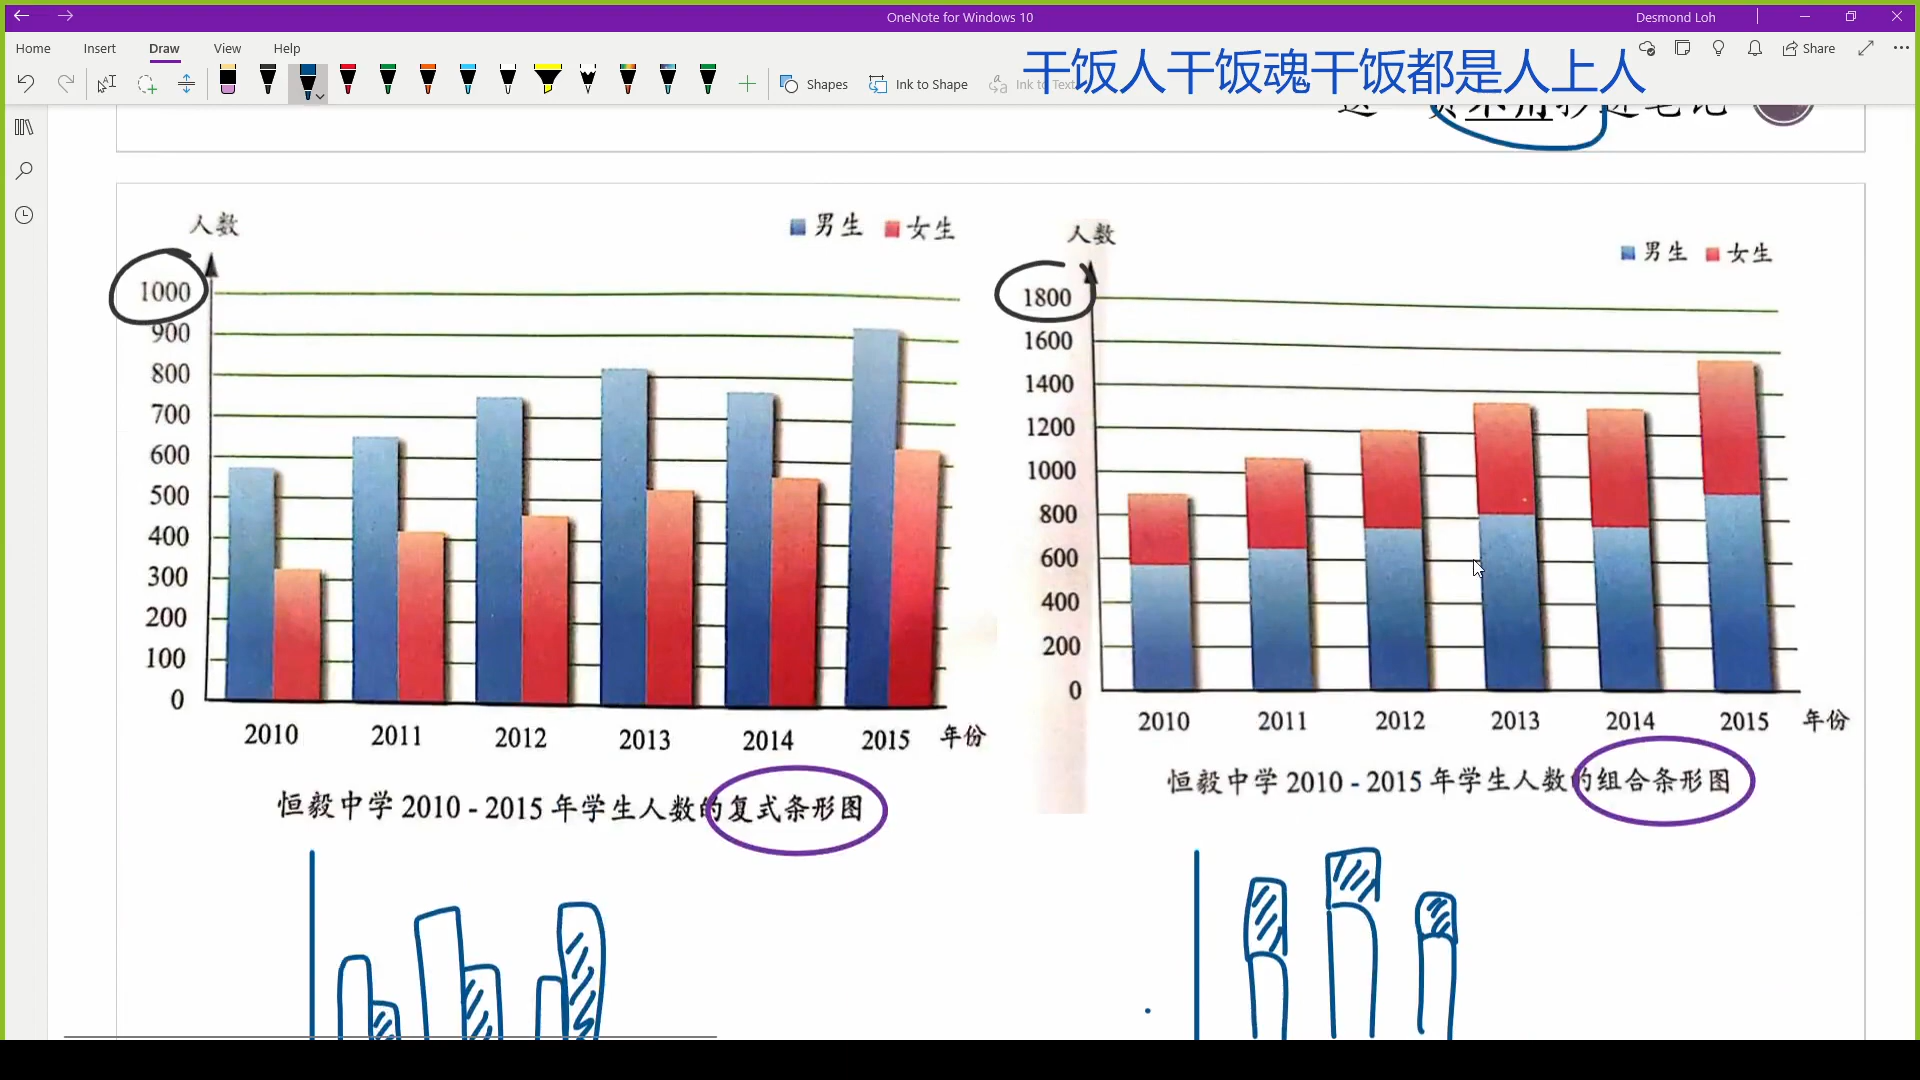 OneNote for Windows 10
Desmond Loh
Home Insert Draw View Help
Share
Shapes
Ink to Shape
Ink to Text
干饭人干饭魂干饭都是人上人
笔记
人数
男生 女生
1000
900
800
700
600
500
400
300
200
100
0
2010 2011 2012 2013 2014 2015 年份
恒毅中学 2010 - 2015 年学生人数的复式条形图
人数
男生 女生
1800
1600
1400
1200
1000
800
600
400
200
0
2010 2011 2012 2013 2014 2015 年份
恒毅中学 2010 - 2015 年学生人数的组合条形图